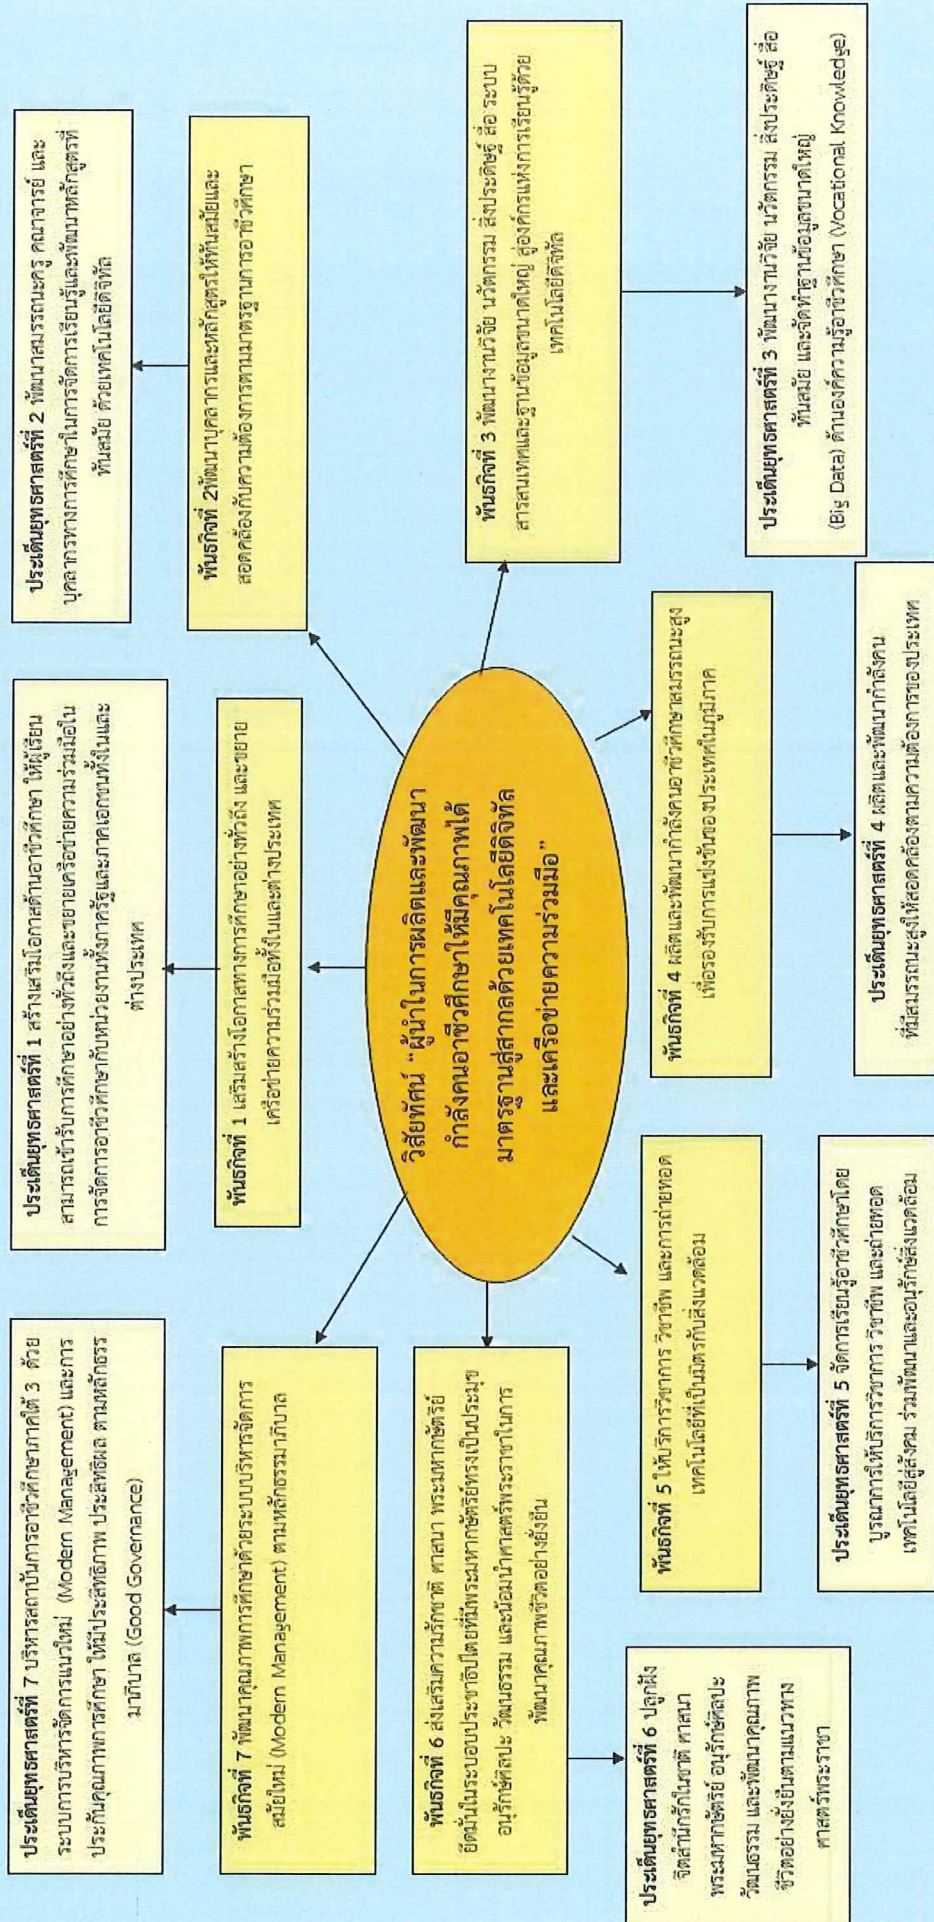 ประเด็นยุทธศาสตร์ที่ 7 บริหารสถาบันการอาชีวศึกษาภาคใต้ 3 ด้วย
ระบบการบริหารจัดการแนวใหม่ (Modern Management) และการ
ประกันคุณภาพการศึกษา ให้มีประสิทธิภาพ ประสิทธิผล ตามหลักธรร
มาภิบาล (Good Governance)
ประเด็นยุทธศาสตร์ที่ 1 สร้างเสริมโอกาสด้านอาชีวศึกษา ให้ผู้เรียน
สามารถเข้ารับการศึกษาอย่างทั่วถึงและขยายเครือข่ายความร่วมมือใน
การจัดการอาชีวศึกษากับหน่วยงานทั้งภาครัฐและภาคเอกชนทั้งในและ
ต่างประเทศ
ประเด็นยุทธศาสตร์ที่ 2 พัฒนาสมรรถนะครู คณาจารย์ และ
บุคลากรทางการศึกษาในการจัดการเรียนรู้และพัฒนาหลักสูตรที่
ทันสมัย ด้วยเทคโนโลยีดิจิทัล
พันธกิจที่ 7 พัฒนาคุณภาพการศึกษาด้วยระบบบริหารจัดการ
สมัยใหม่ (Modern Management) ตามหลักธรรมาภิบาล
พันธกิจที่ 1 เสริมสร้างโอกาสทางการศึกษาอย่างทั่วถึง และขยาย
เครือข่ายความร่วมมือทั้งในและต่างประเทศ
พันธกิจที่ 2พัฒนาบุคลากรและหลักสูตรให้ทันสมัยและ
สอดคล้องกับความต้องการตามมาตรฐานการอาชีวศึกษา
วิสัยทัศน์ “ผู้นำในการผลิตและพัฒนา
กำลังคนอาชีวศึกษาให้มีคุณภาพได้
มาตรฐานสู่สากลด้วยเทคโนโลยีดิจิทัล
และเครือข่ายความร่วมมือ”
พันธกิจที่ 6 ส่งเสริมความรักชาติ ศาสนา พระมหากษัตริย์
ยึดมั่นในระบอบประชาธิปไตยที่มีพระมหากษัตริย์ทรงเป็นประมุข
อนุรักษ์ศิลปะ วัฒนธรรม และน้อมนำศาสตร์พระราชาในการ
พัฒนาคุณภาพชีวิตอย่างยั่งยืน
พันธกิจที่ 3 พัฒนางานวิจัย นวัตกรรม สิ่งประดิษฐ์ สื่อ ระบบ
สารสนเทศและฐานข้อมูลขนาดใหญ่ สู่องค์กรแห่งการเรียนรู้ด้วย
เทคโนโลยีดิจิทัล
พันธกิจที่ 5 ให้บริการวิชาการ วิชาชีพ และการถ่ายทอด
เทคโนโลยีที่เป็นมิตรกับสิ่งแวดล้อม
พันธกิจที่ 4 ผลิตและพัฒนากำลังคนอาชีวศึกษาสมรรถนะสูง
เพื่อรองรับการแข่งขันของประเทศในภูมิภาค
ประเด็นยุทธศาสตร์ที่ 6 ปลูกฝัง
จิตสำนึกรักในชาติ ศาสนา
พระมหากษัตริย์ อนุรักษ์ศิลปะ
วัฒนธรรม และพัฒนาคุณภาพ
ชีวิตอย่างยั่งยืนตามแนวทาง
ศาสตร์พระราชา
ประเด็นยุทธศาสตร์ที่ 5 จัดการเรียนรู้อาชีวศึกษาโดย
บูรณาการให้บริการวิชาการ วิชาชีพ และถ่ายทอด
เทคโนโลยีสู่สังคม ร่วมพัฒนาและอนุรักษ์สิ่งแวดล้อม
ประเด็นยุทธศาสตร์ที่ 4 ผลิตและพัฒนากำลังคน
ที่มีสมรรถนะสูงให้สอดคล้องตามความต้องการของประเทศ
ประเด็นยุทธศาสตร์ที่ 3 พัฒนางานวิจัย นวัตกรรม สิ่งประดิษฐ์ สื่อ
ทันสมัย และจัดทำฐานข้อมูลขนาดใหญ่
(Big Data) ด้านองค์ความรู้อาชีวศึกษา (Vocational Knowledge)